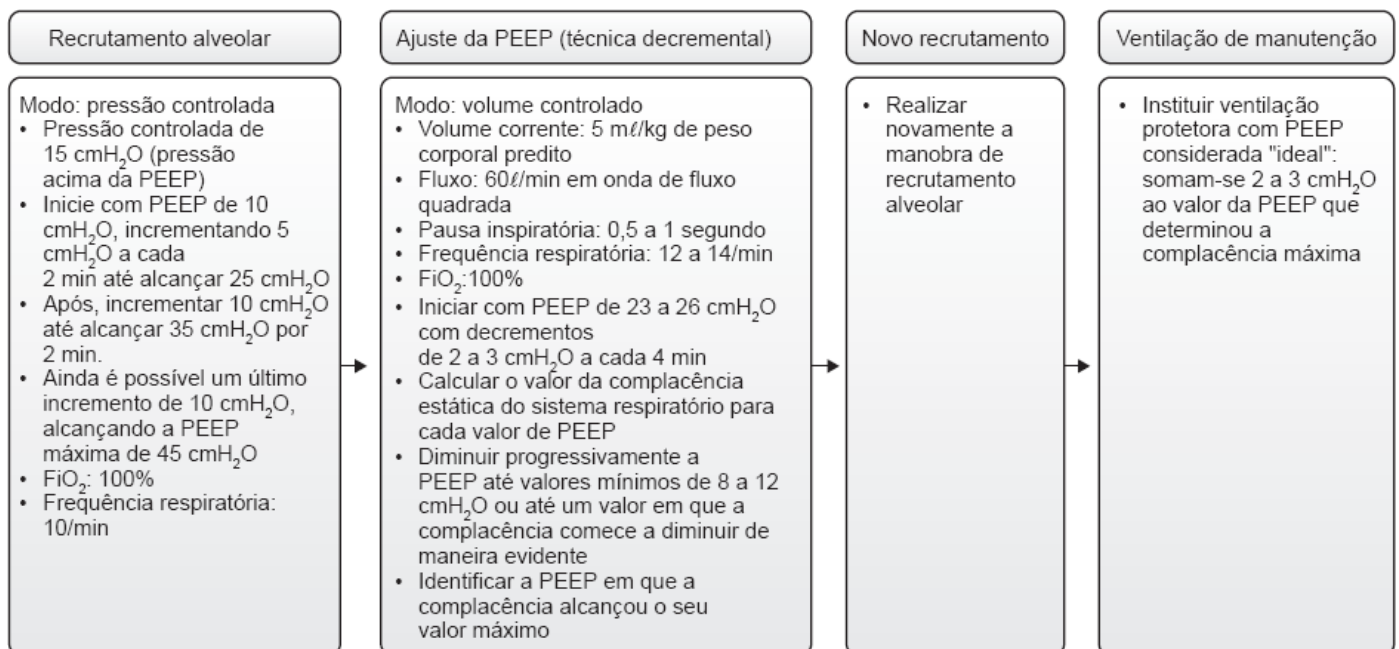 Recrutamento alveolar
Modo: pressão controlada
• Pressão controlada de
15 cmH₂O (pressão
acima da PEEP)
• Inicie com PEEP de 10
cmH₂O, incrementando 5
cmH₂O a cada
2 min até alcançar 25 cmH₂O
• Após, incrementar 10 cmH₂O
até alcançar 35 cmH₂O por
2 min.
• Ainda é possível um último
incremento de 10 cmH₂O,
alcançando a PEEP
máxima de 45 cmH₂O
• FiO₂: 100%
• Frequência respiratória:
10/min
Ajuste da PEEP (técnica decremental)
Modo: volume controlado
• Volume corrente: 5 mℓ/kg de peso
corporal predito
• Fluxo: 60ℓ/min em onda de fluxo
quadrada
• Pausa inspiratória: 0,5 a 1 segundo
• Frequência respiratória: 12 a 14/min
• FiO₂:100%
• Iniciar com PEEP de 23 a 26 cmH₂O
com decrementos
de 2 a 3 cmH₂O a cada 4 min
• Calcular o valor da complacência
estática do sistema respiratório para
cada valor de PEEP
• Diminuir progressivamente a
PEEP até valores mínimos de 8 a 12
cmH₂O ou até um valor em que a
complacência comece a diminuir de
maneira evidente
• Identificar a PEEP em que a
complacência alcançou o seu
valor máximo
Novo recrutamento
• Realizar
novamente a
manobra de
recrutamento
alveolar
Ventilação de manutenção
• Instituir ventilação
protetora com PEEP
considerada "ideal":
somam-se 2 a 3 cmH₂O
ao valor da PEEP que
determinou a
complacência máxima